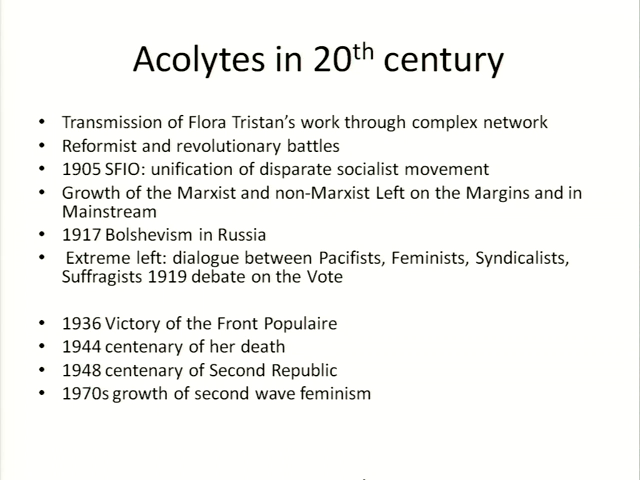 Acolytes in 20th century
• Transmission of Flora Tristan's work through complex network
• Reformist and revolutionary battles
• 1905 SFIO: unification of disparate socialist movement
• Growth of the Marxist and non-Marxist Left on the Margins and in
Mainstream
• 1917 Bolshevism in Russia
• Extreme left: dialogue between Pacifists, Feminists, Syndicalists,
Suffragists 1919 debate on the Vote
• 1936 Victory of the Front Populaire
• 1944 centenary of her death
• 1948 centenary of Second Republic
• 1970s growth of second wave feminism